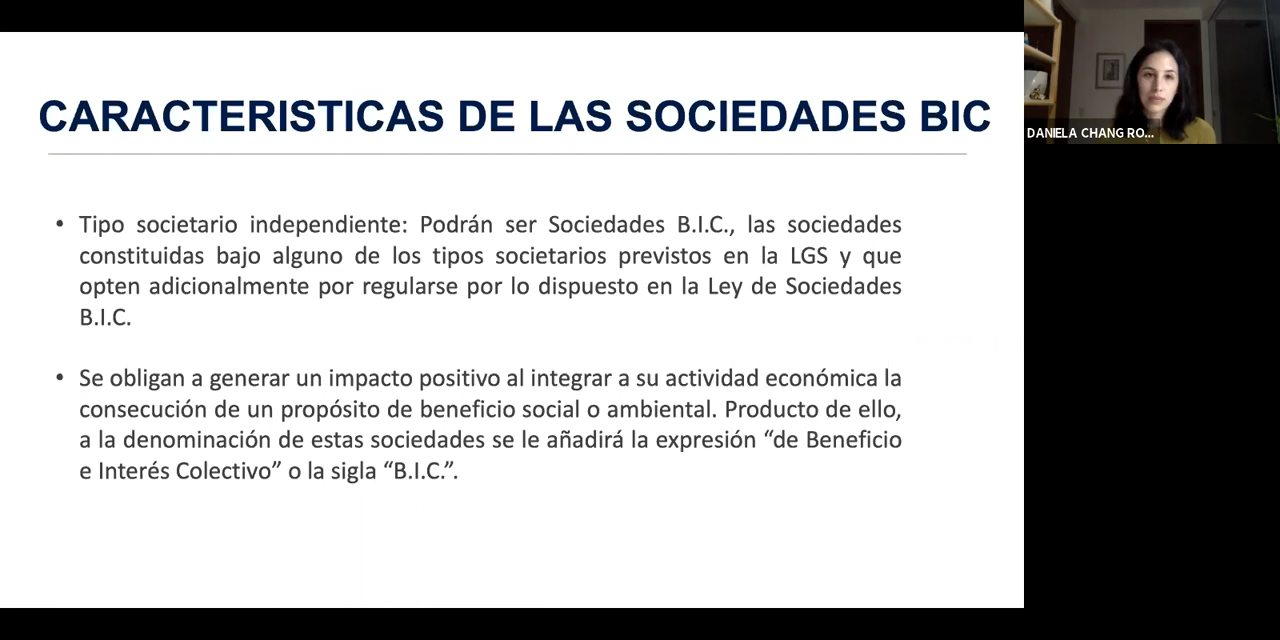 CARACTERISTICAS DE LAS SOCIEDADES BIC
• Tipo societario independiente: Podrán ser Sociedades B.I.C., las sociedades
constituidas bajo alguno de los tipos societarios previstos en la LGS y que
opten adicionalmente por regularse por lo dispuesto en la Ley de Sociedades
B.I.C.
• Se obligan a generar un impacto positivo al integrar a su actividad económica la
consecución de un propósito de beneficio social o ambiental. Producto de ello,
a la denominación de estas sociedades se le añadirá la expresión “de Beneficio
e Interés Colectivo” o la sigla “B.I.C.”.
DANIELA CHANG RO...